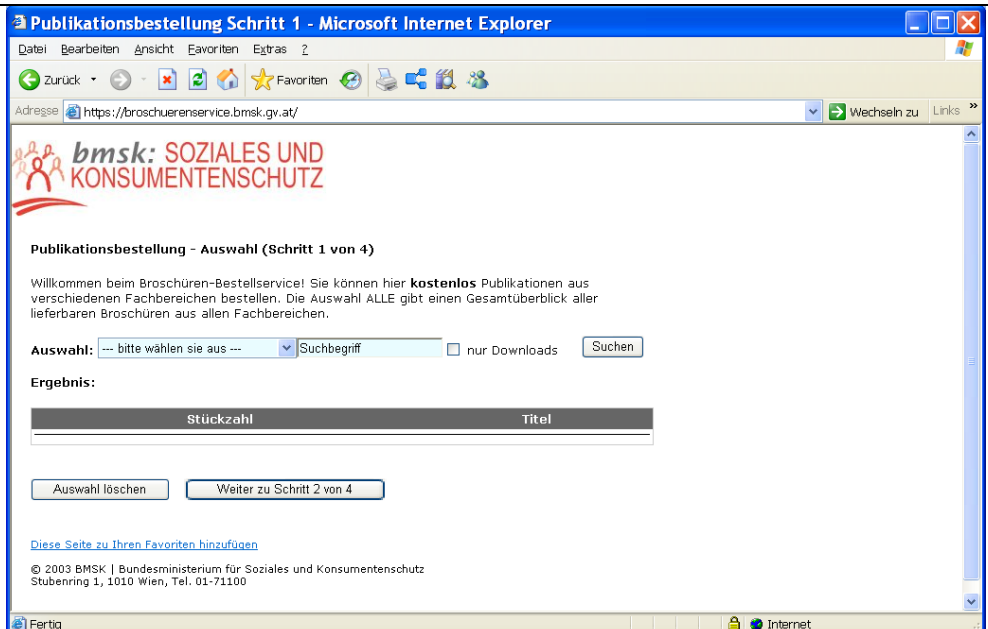 Publikationsbestellung Schritt 1 - Microsoft Internet Explorer
Datei Bearbeiten Ansicht Favoriten Extras ?
Zurück Favoriten
Adresse https://broschuerenservice.bmsk.gv.at/ Wechseln zu Links »
bmsk: SOZIALES UND
KONSUMENTENSCHUTZ
Publikationsbestellung - Auswahl (Schritt 1 von 4)
Willkommen beim Broschüren-Bestellservice! Sie können hier kostenlos Publikationen aus
verschiedenen Fachbereichen bestellen. Die Auswahl ALLE gibt einen Gesamtüberblick aller
lieferbaren Broschüren aus allen Fachbereichen.
Auswahl: --- bitte wählen sie aus --- Suchbegriff nur Downloads Suchen
Ergebnis:
Stückzahl Titel
Auswahl löschen Weiter zu Schritt 2 von 4
Diese Seite zu Ihren Favoriten hinzufügen
© 2003 BMSK | Bundesministerium für Soziales und Konsumentenschutz
Stubenring 1, 1010 Wien, Tel. 01-71100
Fertig Internet